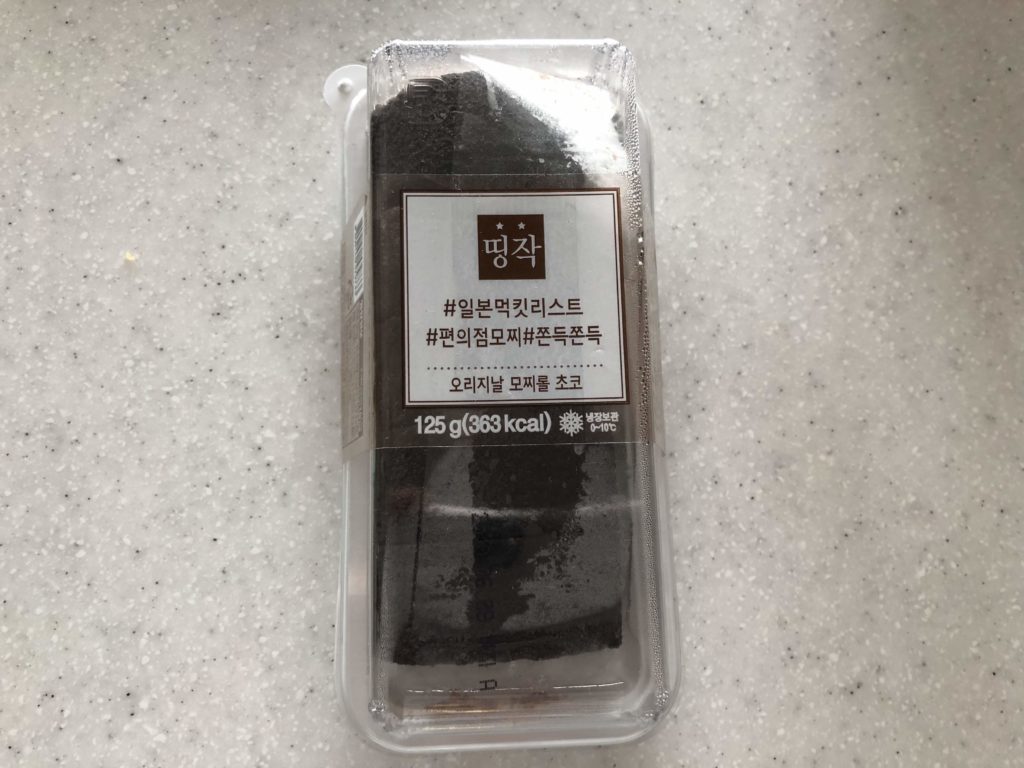 띵작
#일본먹킷리스트
#편의점모찌#쫀득쫀득
오리지날 모찌롤 초코
125 g(363 kcal)
냉장보관
0~10℃